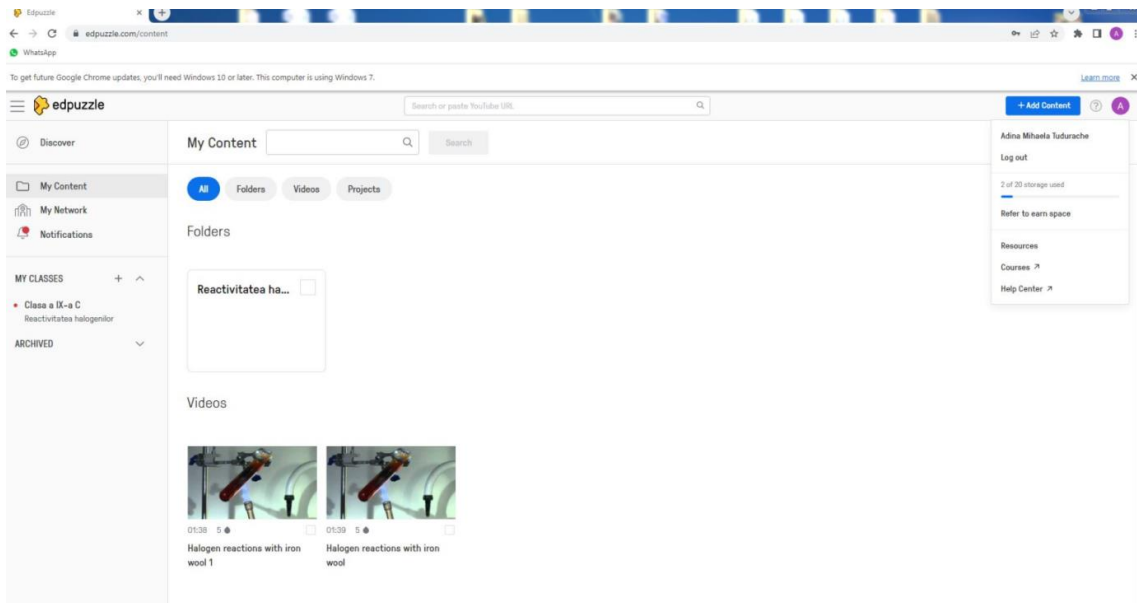 Edpuzzle
edpuzzle.com/content
WhatsApp
To get future Google Chrome updates, you'll need Windows 10 or later. This computer is using Windows 7.
Learn more
edpuzzle
Search or paste YouTube URL
+ Add Content
A
Discover
My Content
My Network
Notifications
MY CLASSES
Clasa a IX-a C
Reactivitatea halogenilor
ARCHIVED
My Content
Search
All
Folders
Videos
Projects
Folders
Reactivitatea ha...
Videos
01:38 5
Halogen reactions with iron
wool 1
01:39 5
Halogen reactions with iron
wool
Adina Mihaela Tudurache
Log out
2 of 20 storage used
Refer to earn space
Resources
Courses
Help Center